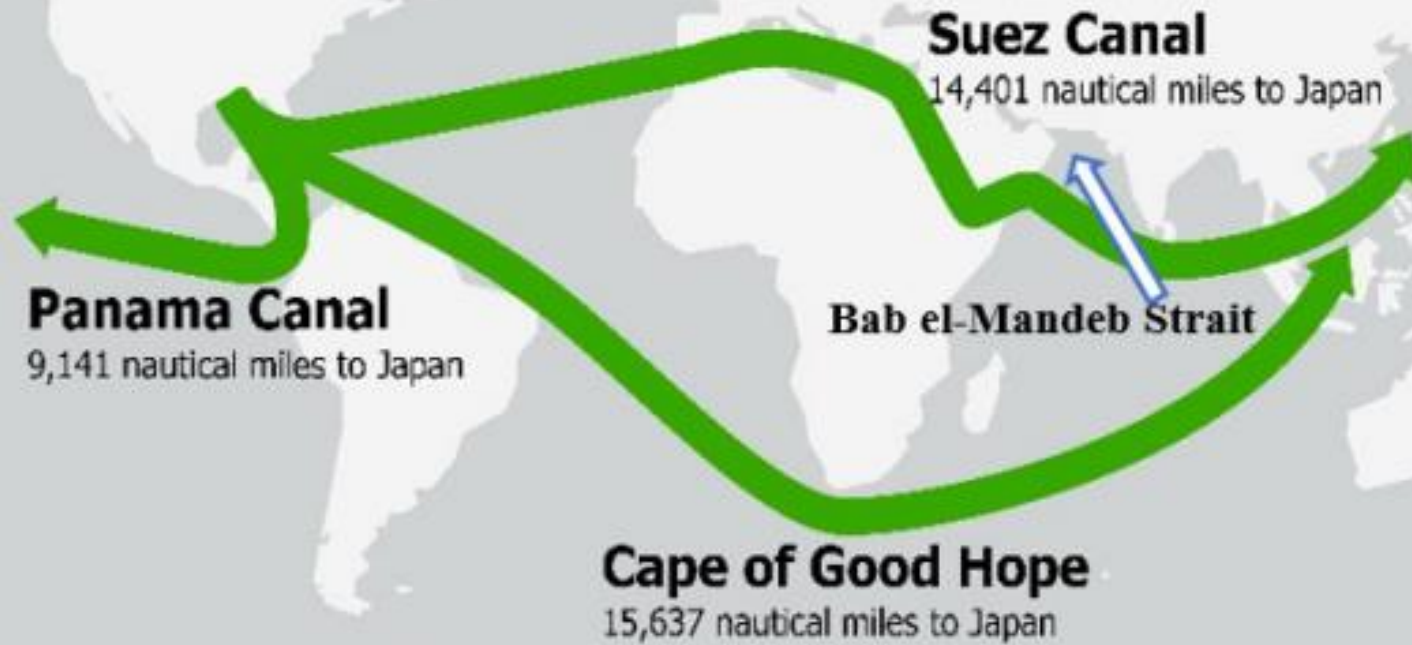 Suez Canal
14,401 nautical miles to Japan
Panama Canal
9,141 nautical miles to Japan
Bab el-Mandeb Strait
Cape of Good Hope
15,637 nautical miles to Japan